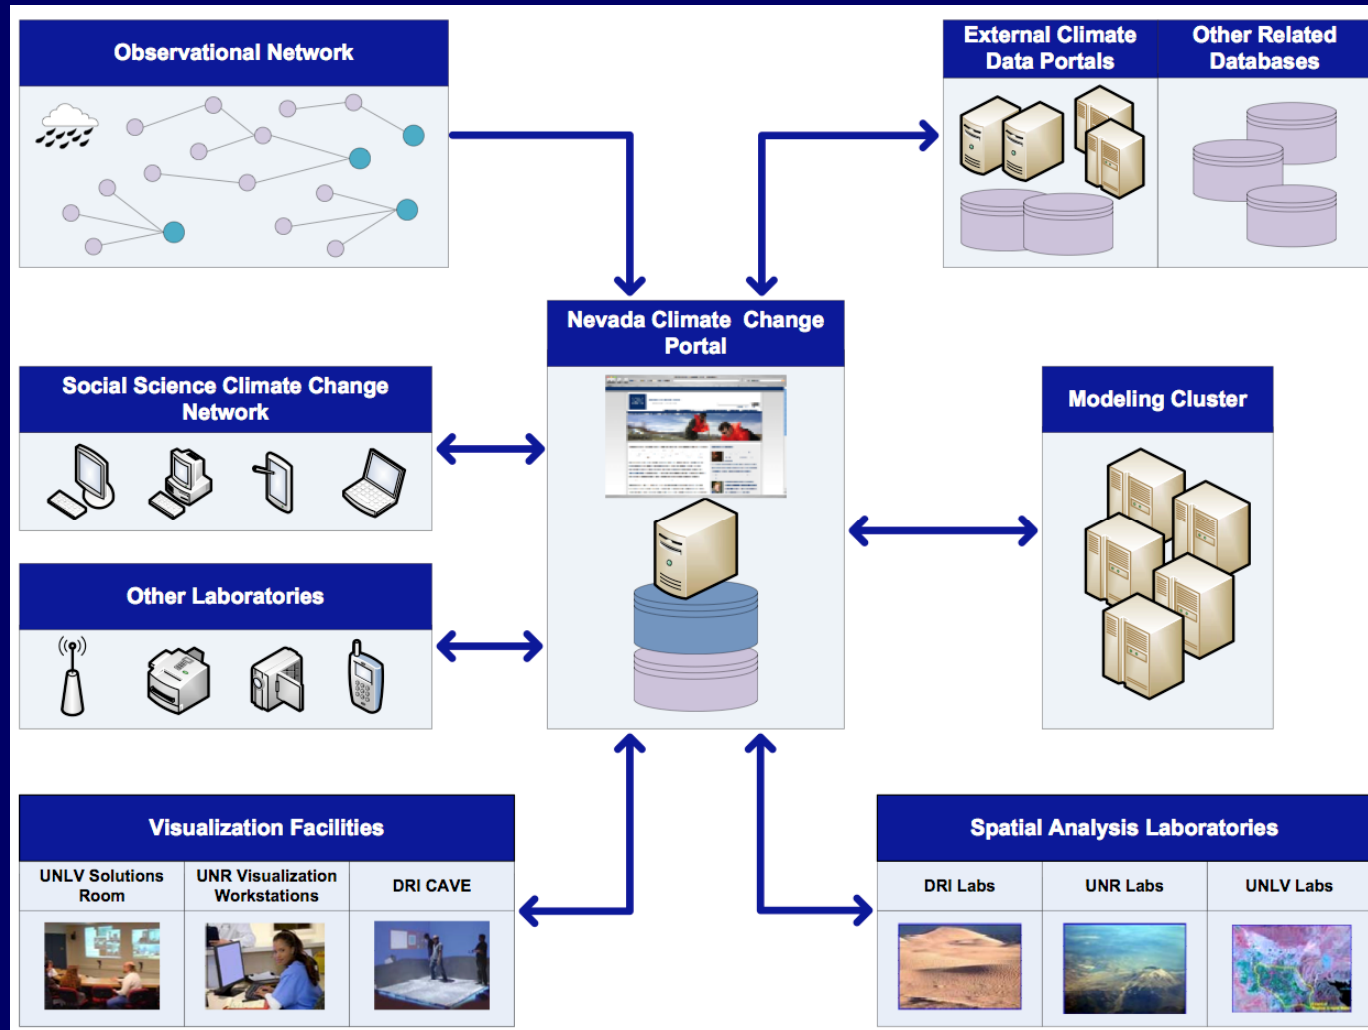 Observational Network
External Climate
Data Portals
Other Related
Databases
Nevada Climate Change
Portal
Social Science Climate Change
Network
Modeling Cluster
Other Laboratories
Visualization Facilities
UNLV Solutions
Room
UNR Visualization
Workstations
DRI CAVE
Spatial Analysis Laboratories
DRI Labs
UNR Labs
UNLV Labs